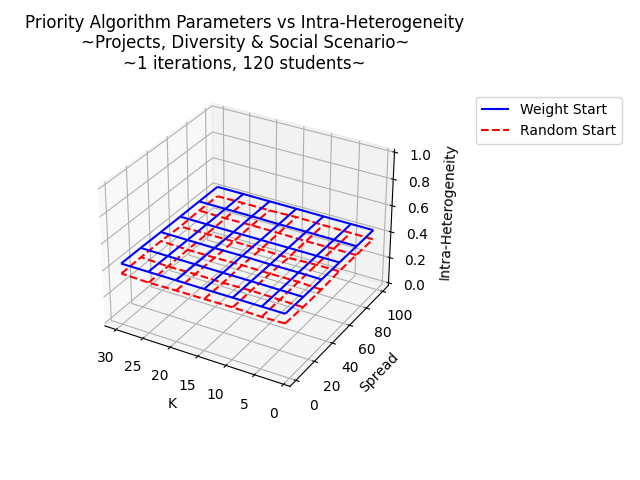 Priority Algorithm Parameters vs Intra-Heterogeneity
~Projects, Diversity & Social Scenario~
~1 iterations, 120 students~
Weight Start
Random Start
Intra-Heterogeneity
1.0
0.8
0.6
0.4
0.2
0.0
100
80
60
40
20
0
Spread
30
25
20
15
10
5
0
K